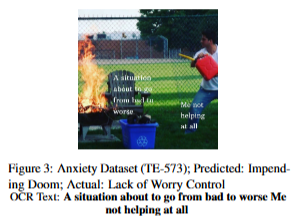 A situation
about to go
from bad to
worse
Me not
helping
at all
Figure 3: Anxiety Dataset (TE-573); Predicted: Impend-
ing Doom; Actual: Lack of Worry Control
OCR Text: A situation about to go from bad to worse Me
not helping at all